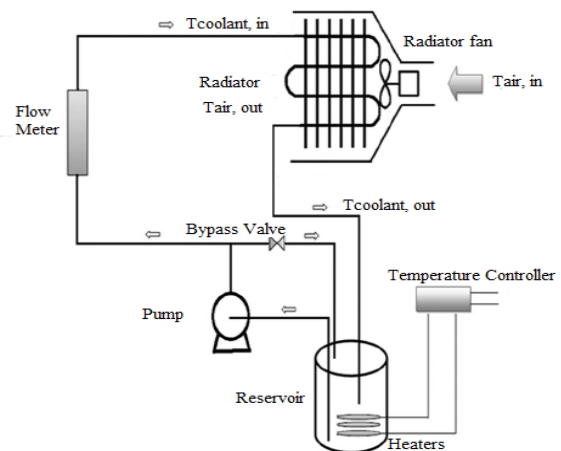 Tcoolant, in
Radiator fan
Radiator
Tair, in
Tair, out
Flow
Meter
Tcoolant, out
Bypass Valve
Temperature Controller
Pump
Reservoir
Heaters